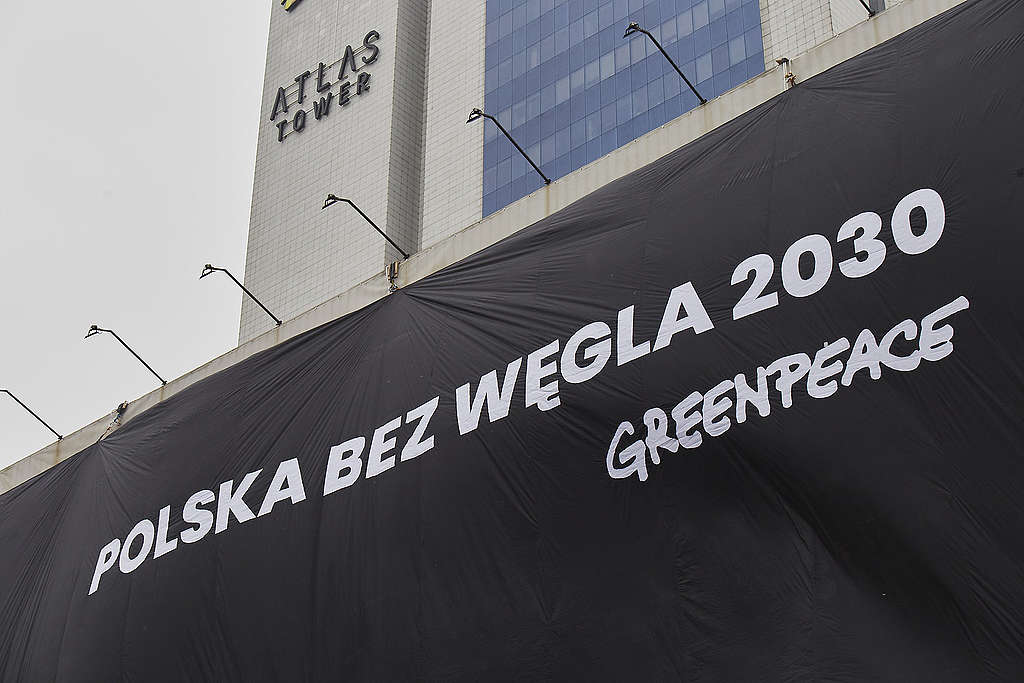 ATLAS
TOWER
POLSKA BEZ WĘGLA 2030
GREENPEACE